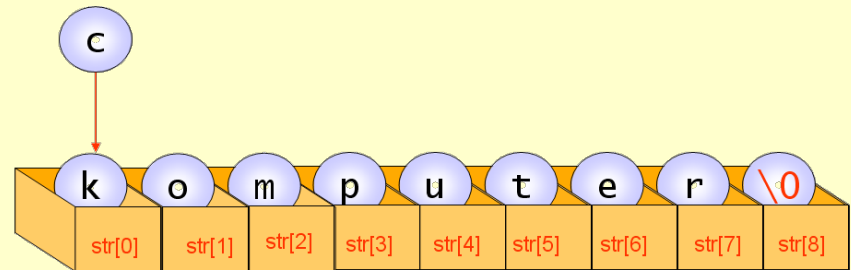 c
k o m p u t e r \0
str[0] str[1] str[2] str[3] str[4] str[5] str[6] str[7] str[8]